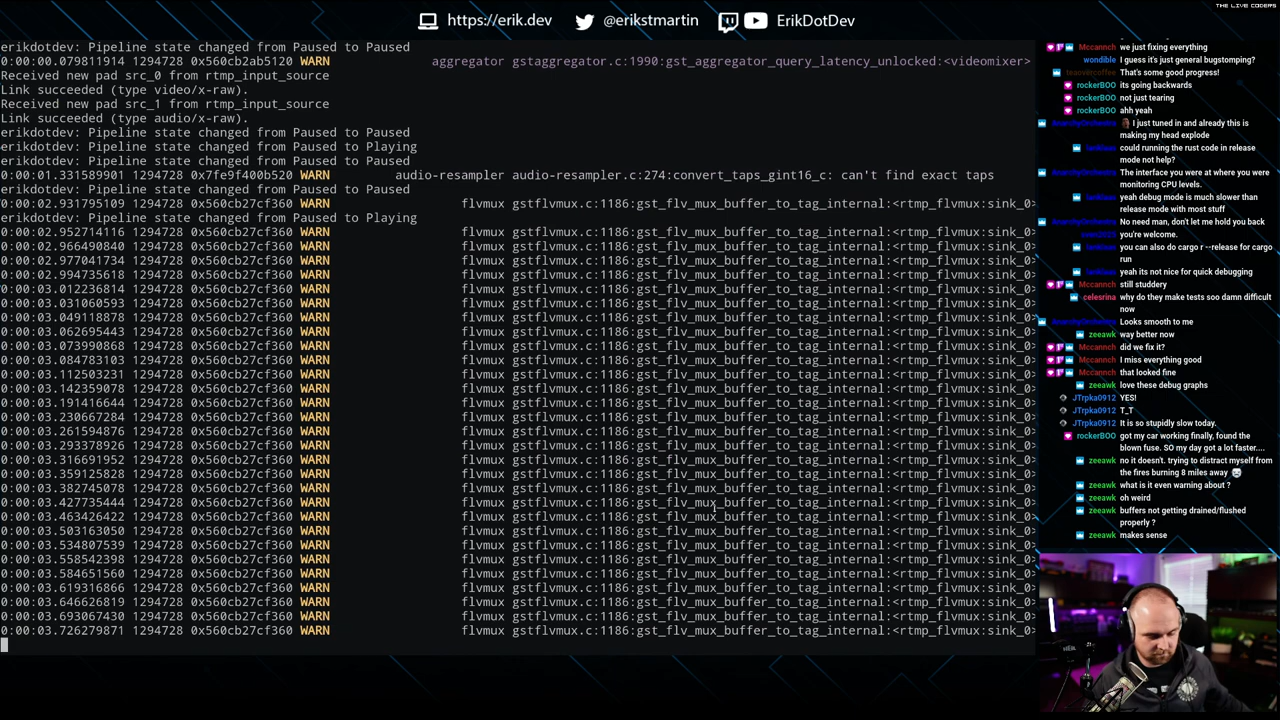 THE LIVE CODERS
https://erik.dev
@erikstmartin
ErikDotDev
erikdotdev: Pipeline state changed from Paused to Paused
0:00:00.079811914 1294728 0x560cb2ab5120 WARN aggregator gstaggregator.c:1990:gst_aggregator_query_latency_unlocked:<videomixer>
Received new pad src_0 from rtmp_input_source
Link succeeded (type video/x-raw).
Received new pad src_1 from rtmp_input_source
Link succeeded (type audio/x-raw).
erikdotdev: Pipeline state changed from Paused to Paused
erikdotdev: Pipeline state changed from Paused to Playing
erikdotdev: Pipeline state changed from Playing to Paused
0:00:01.331589901 1294728 0x7fe9f400b520 WARN audio-resampler audio-resampler.c:274:convert_taps_gint16_c: can't find exact taps
erikdotdev: Pipeline state changed from Paused to Paused
0:00:02.931795109 1294728 0x560cb27cf360 WARN flvmux gstflvmux.c:1186:gst_flv_mux_buffer_to_tag_internal:<rtmp_flvmux:sink_0>
erikdotdev: Pipeline state changed from Paused to Playing
0:00:02.952714116 1294728 0x560cb27cf360 WARN flvmux gstflvmux.c:1186:gst_flv_mux_buffer_to_tag_internal:<rtmp_flvmux:sink_0>
0:00:02.966490840 1294728 0x560cb27cf360 WARN flvmux gstflvmux.c:1186:gst_flv_mux_buffer_to_tag_internal:<rtmp_flvmux:sink_0>
0:00:02.977041734 1294728 0x560cb27cf360 WARN flvmux gstflvmux.c:1186:gst_flv_mux_buffer_to_tag_internal:<rtmp_flvmux:sink_0>
0:00:02.994735618 1294728 0x560cb27cf360 WARN flvmux gstflvmux.c:1186:gst_flv_mux_buffer_to_tag_internal:<rtmp_flvmux:sink_0>
0:00:03.012236814 1294728 0x560cb27cf360 WARN flvmux gstflvmux.c:1186:gst_flv_mux_buffer_to_tag_internal:<rtmp_flvmux:sink_0>
0:00:03.031060593 1294728 0x560cb27cf360 WARN flvmux gstflvmux.c:1186:gst_flv_mux_buffer_to_tag_internal:<rtmp_flvmux:sink_0>
0:00:03.049118878 1294728 0x560cb27cf360 WARN flvmux gstflvmux.c:1186:gst_flv_mux_buffer_to_tag_internal:<rtmp_flvmux:sink_0>
0:00:03.062695443 1294728 0x560cb27cf360 WARN flvmux gstflvmux.c:1186:gst_flv_mux_buffer_to_tag_internal:<rtmp_flvmux:sink_0>
0:00:03.073990868 1294728 0x560cb27cf360 WARN flvmux gstflvmux.c:1186:gst_flv_mux_buffer_to_tag_internal:<rtmp_flvmux:sink_0>
0:00:03.084783103 1294728 0x560cb27cf360 WARN flvmux gstflvmux.c:1186:gst_flv_mux_buffer_to_tag_internal:<rtmp_flvmux:sink_0>
0:00:03.112503231 1294728 0x560cb27cf360 WARN flvmux gstflvmux.c:1186:gst_flv_mux_buffer_to_tag_internal:<rtmp_flvmux:sink_0>
0:00:03.142359078 1294728 0x560cb27cf360 WARN flvmux gstflvmux.c:1186:gst_flv_mux_buffer_to_tag_internal:<rtmp_flvmux:sink_0>
0:00:03.191416644 1294728 0x560cb27cf360 WARN flvmux gstflvmux.c:1186:gst_flv_mux_buffer_to_tag_internal:<rtmp_flvmux:sink_0>
0:00:03.230667284 1294728 0x560cb27cf360 WARN flvmux gstflvmux.c:1186:gst_flv_mux_buffer_to_tag_internal:<rtmp_flvmux:sink_0>
0:00:03.261594876 1294728 0x560cb27cf360 WARN flvmux gstflvmux.c:1186:gst_flv_mux_buffer_to_tag_internal:<rtmp_flvmux:sink_0>
0:00:03.293378926 1294728 0x560cb27cf360 WARN flvmux gstflvmux.c:1186:gst_flv_mux_buffer_to_tag_internal:<rtmp_flvmux:sink_0>
0:00:03.316691952 1294728 0x560cb27cf360 WARN flvmux gstflvmux.c:1186:gst_flv_mux_buffer_to_tag_internal:<rtmp_flvmux:sink_0>
0:00:03.359125828 1294728 0x560cb27cf360 WARN flvmux gstflvmux.c:1186:gst_flv_mux_buffer_to_tag_internal:<rtmp_flvmux:sink_0>
0:00:03.382745078 1294728 0x560cb27cf360 WARN flvmux gstflvmux.c:1186:gst_flv_mux_buffer_to_tag_internal:<rtmp_flvmux:sink_0>
0:00:03.427735444 1294728 0x560cb27cf360 WARN flvmux gstflvmux.c:1186:gst_flv_mux_buffer_to_tag_internal:<rtmp_flvmux:sink_0>
0:00:03.463426422 1294728 0x560cb27cf360 WARN flvmux gstflvmux.c:1186:gst_flv_mux_buffer_to_tag_internal:<rtmp_flvmux:sink_0>
0:00:03.503163050 1294728 0x560cb27cf360 WARN flvmux gstflvmux.c:1186:gst_flv_mux_buffer_to_tag_internal:<rtmp_flvmux:sink_0>
0:00:03.534807539 1294728 0x560cb27cf360 WARN flvmux gstflvmux.c:1186:gst_flv_mux_buffer_to_tag_internal:<rtmp_flvmux:sink_0>
0:00:03.558542398 1294728 0x560cb27cf360 WARN flvmux gstflvmux.c:1186:gst_flv_mux_buffer_to_tag_internal:<rtmp_flvmux:sink_0>
0:00:03.584651560 1294728 0x560cb27cf360 WARN flvmux gstflvmux.c:1186:gst_flv_mux_buffer_to_tag_internal:<rtmp_flvmux:sink_0>
0:00:03.619316866 1294728 0x560cb27cf360 WARN flvmux gstflvmux.c:1186:gst_flv_mux_buffer_to_tag_internal:<rtmp_flvmux:sink_0>
0:00:03.646626819 1294728 0x560cb27cf360 WARN flvmux gstflvmux.c:1186:gst_flv_mux_buffer_to_tag_internal:<rtmp_flvmux:sink_0>
0:00:03.693067430 1294728 0x560cb27cf360 WARN flvmux gstflvmux.c:1186:gst_flv_mux_buffer_to_tag_internal:<rtmp_flvmux:sink_0>
0:00:03.726279871 1294728 0x560cb27cf360 WARN flvmux gstflvmux.c:1186:gst_flv_mux_buffer_to_tag_internal:<rtmp_flvmux:sink_0>
Mccannch we just fixing everything
wondible I guess it's just general bugstomping?
teaovercoffee That's some good progress!
rockerBOO its going backwards
rockerBOO not just tearing
rockerBOO ahh yeah
I just tuned in and already this is
making my head explode
could running the rust code in release
mode not help?
The interface you were at where you were
monitoring CPU levels.
yeah debug mode is much slower than
release mode with most stuff
No need man, don't let me hold you back
you're welcome.
you can also do cargo r --release for cargo
run
yeah its not nice for quick debugging
Mccannch still studdery
celesrina why do they make tests soo damn difficult
now
Looks smooth to me
zeeawk way better now
Mccannch did we fix it?
Mccannch I miss everything good
Mccannch that looked fine
zeeawk love these debug graphs
JTrpka0912 YES!
JTrpka0912 T_T
JTrpka0912 It is so stupidly slow today.
rockerBOO got my car working finally, found the
blown fuse. SO my day got a lot faster....
zeeawk no it doesn't. trying to distract myself from
the fires burning 8 miles away
zeeawk what is it even warning about ?
zeeawk oh weird
zeeawk buffers not getting drained/flushed
properly ?
zeeawk makes sense